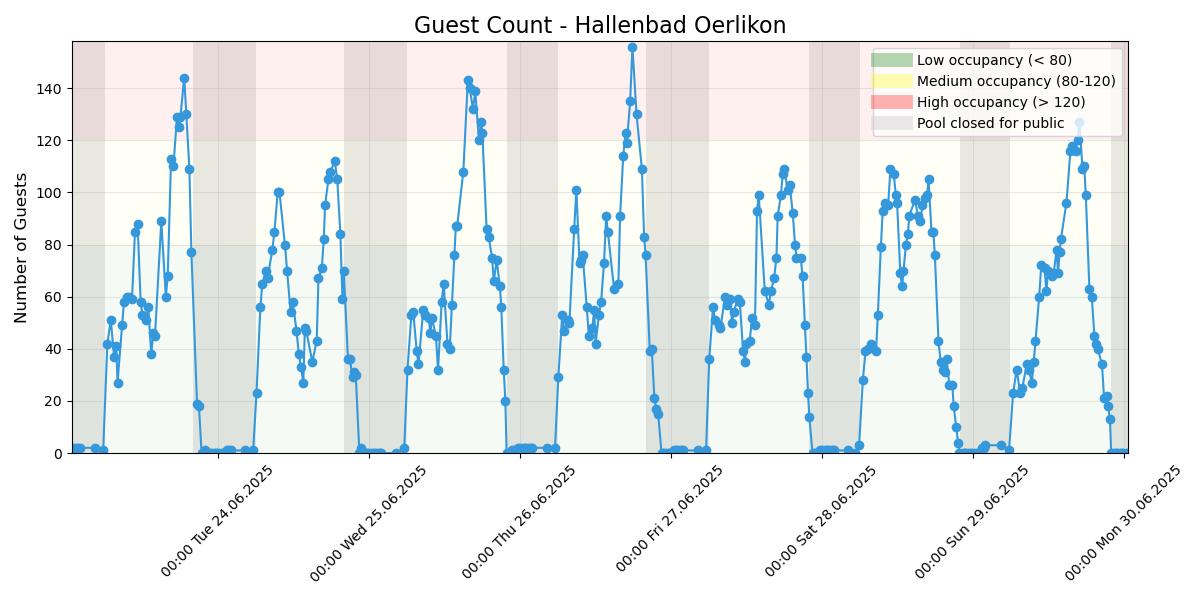 Guest Count - Hallenbad Oerlikon
Low occupancy (< 80)
Medium occupancy (80-120)
High occupancy (> 120)
Pool closed for public
Number of Guests
140
120
100
80
60
40
20
0
00:00 Tue 24.06.2025
00:00 Wed 25.06.2025
00:00 Thu 26.06.2025
00:00 Fri 27.06.2025
00:00 Sat 28.06.2025
00:00 Sun 29.06.2025
00:00 Mon 30.06.2025